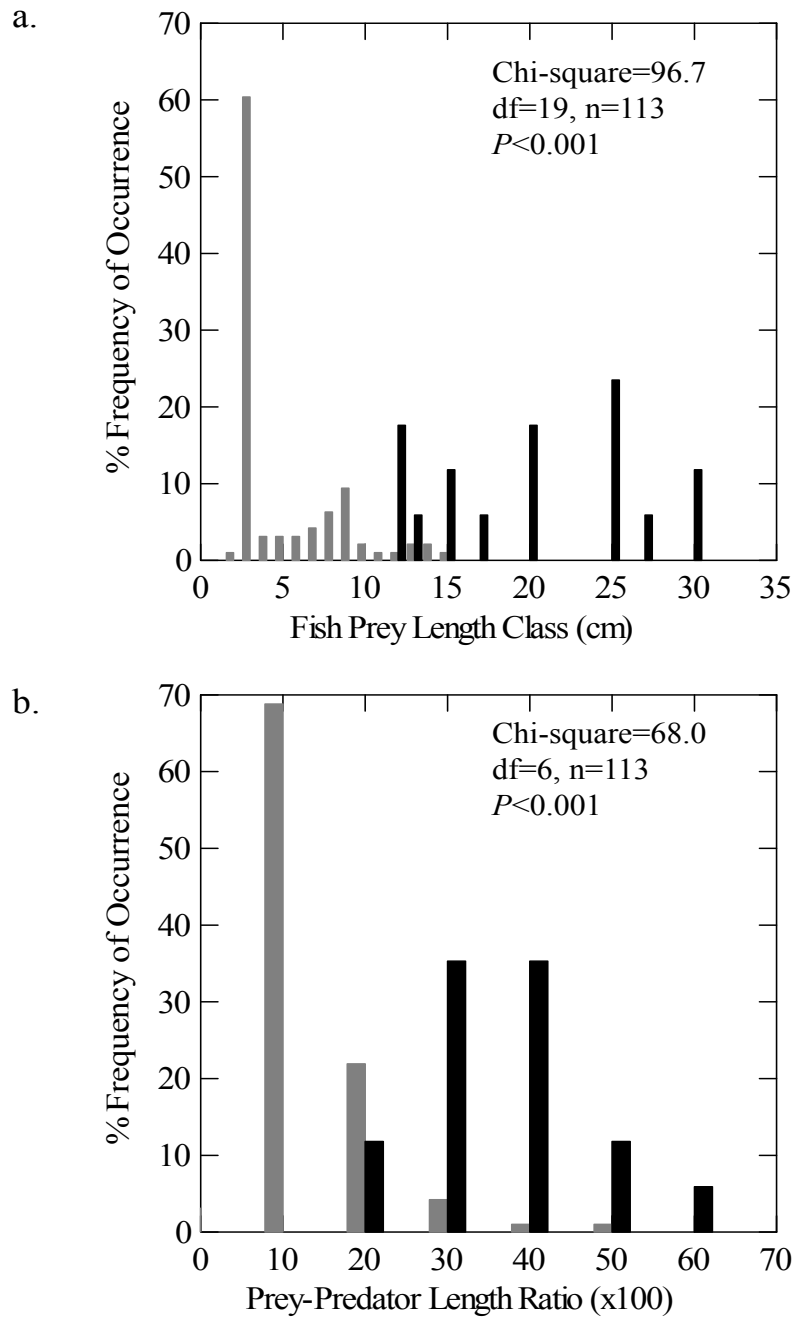 a.
70
60
50
40
30
20
10
0
% Frequency of Occurrence
Chi-square=96.7
df=19, n=113
P<0.001
0 5 10 15 20 25 30 35
Fish Prey Length Class (cm)
b.
70
60
50
40
30
20
10
0
% Frequency of Occurrence
Chi-square=68.0
df=6, n=113
P<0.001
0 10 20 30 40 50 60 70
Prey-Predator Length Ratio (x100)